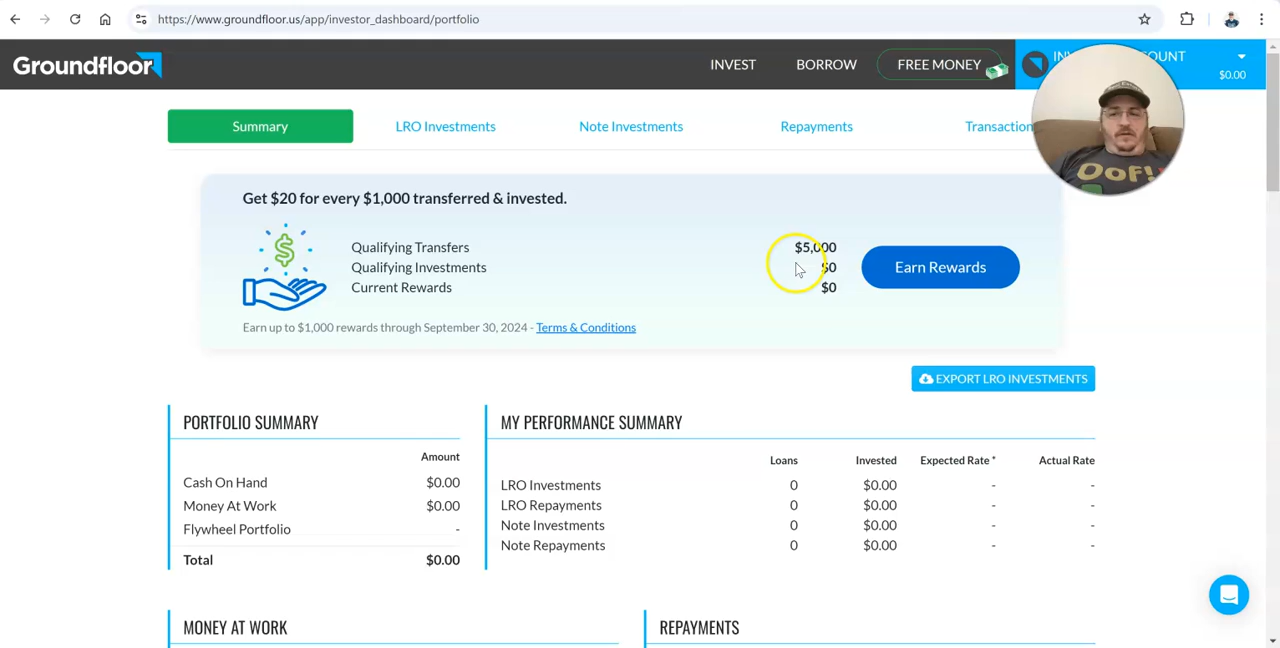 https://www.groundfloor.us/app/investor_dashboard/portfolio
Groundfloor
INVEST
BORROW
FREE MONEY
$0.00
Summary
LRO Investments
Note Investments
Repayments
Transaction
Get $20 for every $1,000 transferred & invested.
Qualifying Transfers $5,000
Qualifying Investments $0
Current Rewards $0
Earn Rewards
Earn up to $1,000 rewards through September 30, 2024 - Terms & Conditions
EXPORT LRO INVESTMENTS
PORTFOLIO SUMMARY
Amount
Cash On Hand $0.00
Money At Work $0.00
Flywheel Portfolio -
Total $0.00
MY PERFORMANCE SUMMARY
Loans Invested Expected Rate * Actual Rate
LRO Investments 0 $0.00 - -
LRO Repayments 0 $0.00 - -
Note Investments 0 $0.00 - -
Note Repayments 0 $0.00 - -
MONEY AT WORK
REPAYMENTS
OOF!